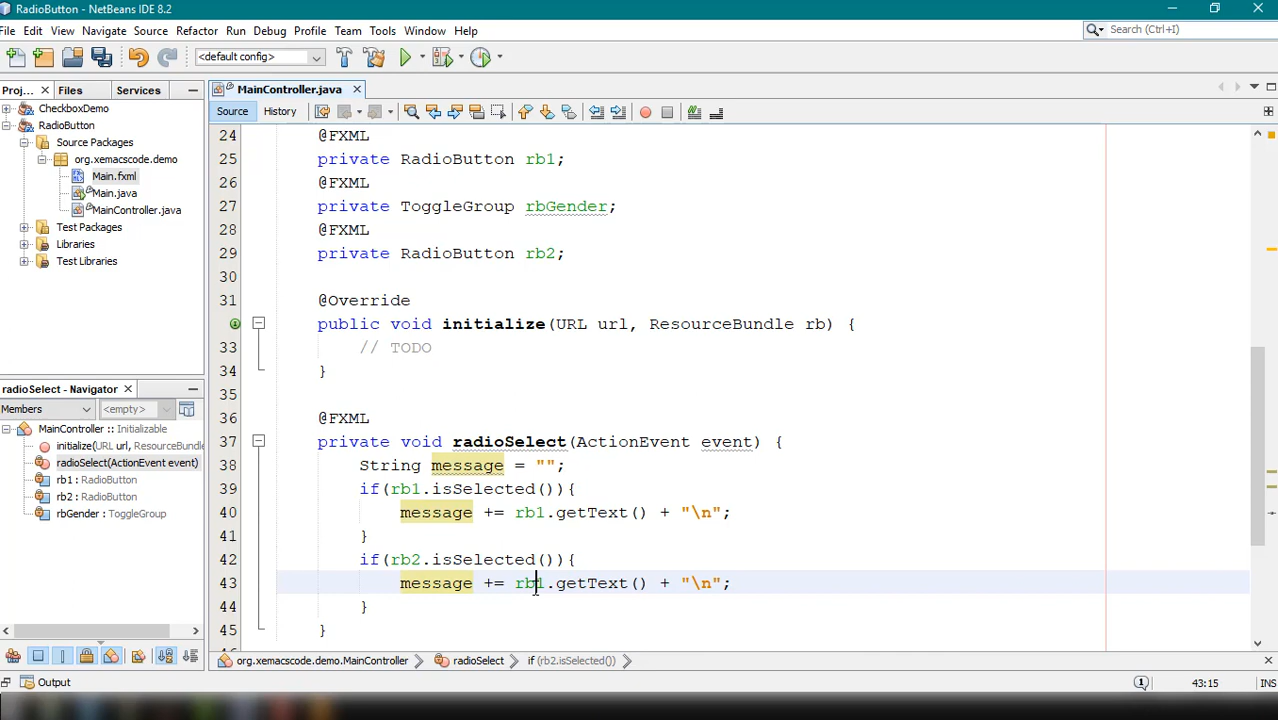 RadioButton - NetBeans IDE 8.2
File Edit View Navigate Source Refactor Run Debug Profile Team Tools Window Help
Search (Ctrl+I)
<default config>
Proj... Files Services
MainController.java
CheckboxDemo
RadioButton
Source Packages
org.xemacscode.demo
Main.fxml
Main.java
MainController.java
Test Packages
Libraries
Test Libraries
Source History
24 @FXML
25 private RadioButton rb1;
26 @FXML
27 private ToggleGroup rbGender;
28 @FXML
29 private RadioButton rb2;
30
31 @Override
public void initialize(URL url, ResourceBundle rb) {
33 // TODO
34 }
35
36 @FXML
37 private void radioSelect(ActionEvent event) {
38 String message = "";
39 if(rb1.isSelected()){
40 message += rb1.getText() + "\n";
41 }
42 if(rb2.isSelected()){
43 message += rb1.getText() + "\n";
44 }
45 }
radioSelect - Navigator
Members <empty>
MainController :: Initializable
initialize(URL url, ResourceBundle
radioSelect(ActionEvent event)
rb1 : RadioButton
rb2 : RadioButton
rbGender : ToggleGroup
org.xemacscode.demo.MainController radioSelect if (rb2.isSelected())
Output
1
43:15
INS